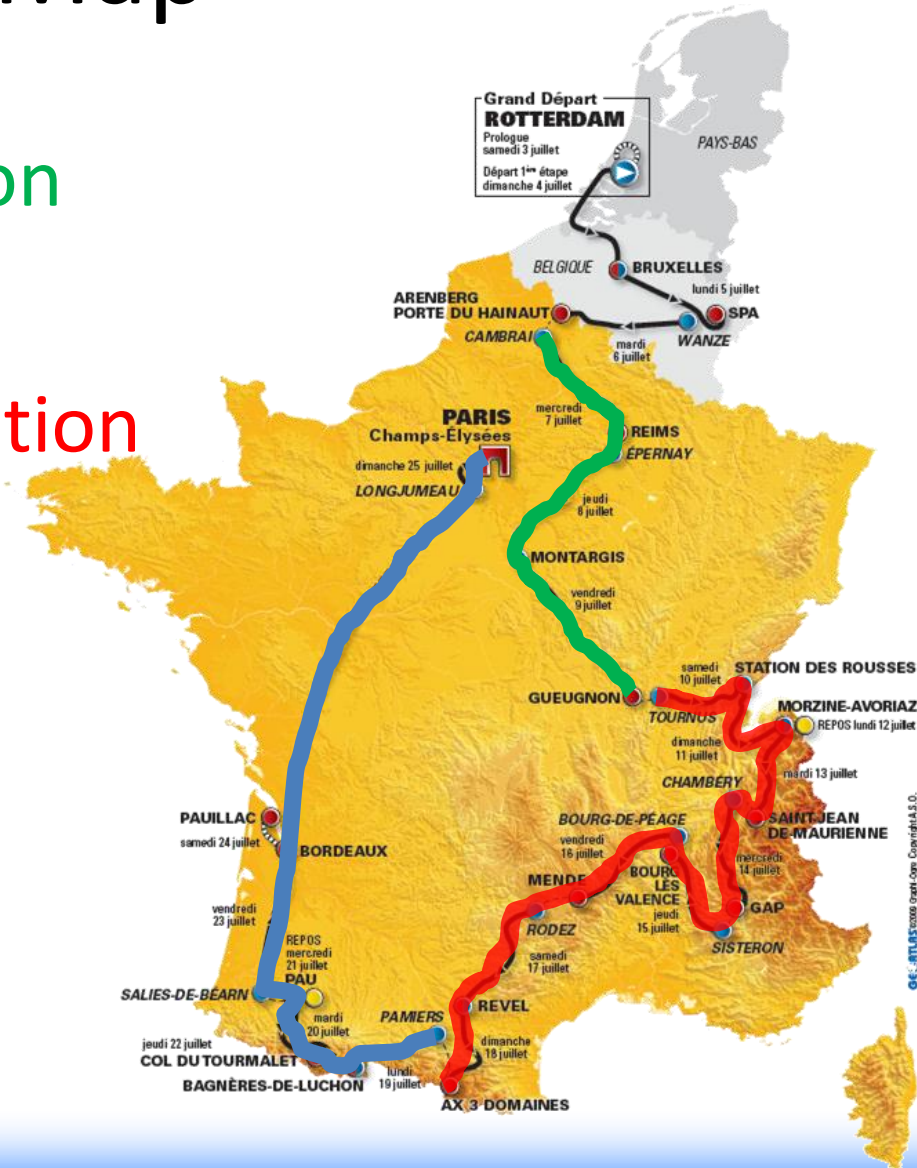 Map
on
tion
Grand Départ
ROTTERDAM
Prologue
samedi 3 juillet
Départ 1ère étape
dimanche 4 juillet
PAYS-BAS
BELGIQUE
BRUXELLES
lundi 5 juillet
ARENBERG
PORTE DU HAINAUT
SPA
CAMBRAI
mardi
6 juillet
WANZE
mercredi
7 juillet
PARIS
Champs-Élysées
REIMS
ÉPERNAY
dimanche 25 juillet
LONGJUMEAU
jeudi
8 juillet
MONTARGIS
vendredi
9 juillet
samedi
10 juillet
STATION DES ROUSSES
GUEUGNON
TOURNUS
MORZINE-AVORIAZ
REPOS lundi 12 juillet
dimanche
11 juillet
mardi 13 juillet
CHAMBÉRY
PAUILLAC
samedi 24 juillet
BORDEAUX
BOURG-DE-PÉAGE
vendredi
16 juillet
SAINT-JEAN
DE-MAURIENNE
mercredi
14 juillet
MENDE
BOURG
LÈS
VALENCE
jeudi
15 juillet
GAP
SISTERON
RODEZ
vendredi
23 juillet
samedi
17 juillet
REPOS
mercredi
21 juillet
PAU
SALIES-DE-BÉARN
mardi
20 juillet
PAMIERS
REVEL
jeudi 22 juillet
COL DU TOURMALET
dimanche
18 juillet
BAGNÈRES-DE-LUCHON
lundi
19 juillet
AX 3 DOMAINES